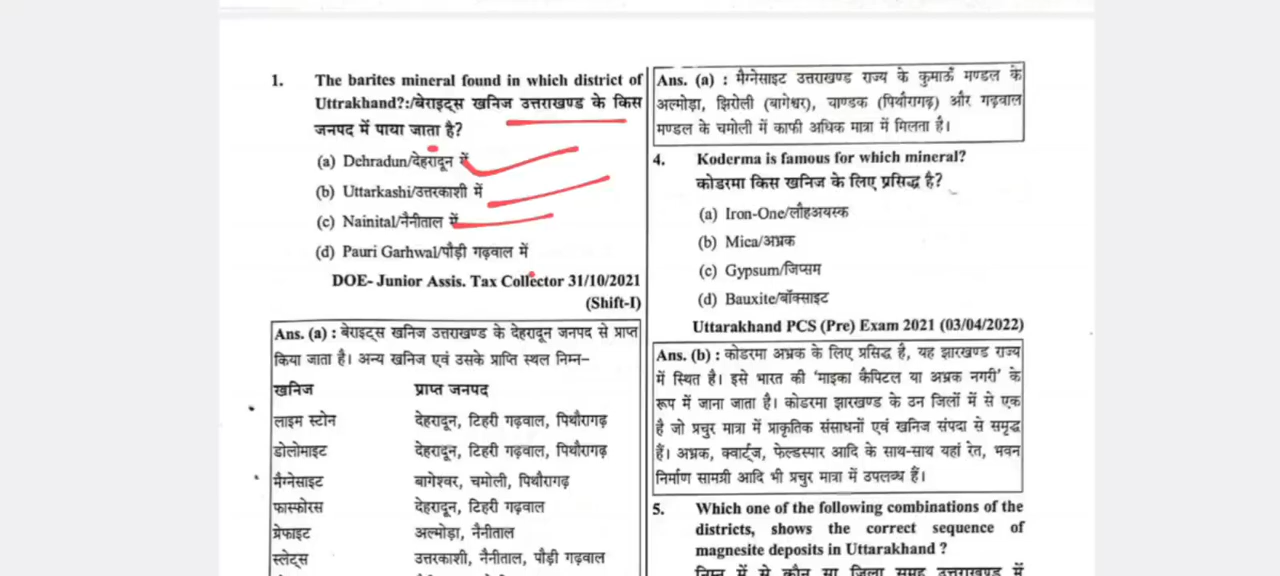 1. The barites mineral found in which district of
Uttrakhand?:/बेराइट्स खनिज उत्तराखण्ड के किस
जनपद में पाया जाता है?
(a) Dehradun/देहरादून में
(b) Uttarkashi/उत्तरकाशी में
(c) Nainital/नैनीताल में
(d) Pauri Garhwal/पौड़ी गढ़वाल में
DOE- Junior Assis. Tax Collector 31/10/2021
(Shift-I)
Ans. (a) : बेराइट्स खनिज उत्तराखण्ड के देहरादून जनपद से प्राप्त
किया जाता है। अन्य खनिज एवं उसके प्राप्ति स्थल निम्न–
खनिज प्राप्त जनपद
लाइम स्टोन देहरादून, टिहरी गढ़वाल, पिथौरागढ़
डोलोमाइट देहरादून, टिहरी गढ़वाल, पिथौरागढ़
मैग्नेसाइट बागेश्वर, चमोली, पिथौरागढ़
फास्फोरस देहरादून, टिहरी गढ़वाल
ग्रेफाइट अल्मोड़ा, नैनीताल
स्लेट्स उत्तरकाशी, नैनीताल, पौड़ी गढ़वाल
Ans. (a) : मैग्नेसाइट उत्तराखण्ड राज्य के कुमाऊँ मण्डल के
अल्मोड़ा, झिरोली (बागेश्वर), चाण्डक (पिथौरागढ़) और गढ़वाल
मण्डल के चमोली में काफी अधिक मात्रा में मिलता है।
4. Koderma is famous for which mineral?
कोडरमा किस खनिज के लिए प्रसिद्ध है?
(a) Iron-One/लौहअयस्क
(b) Mica/अभ्रक
(c) Gypsum/जिप्सम
(d) Bauxite/बॉक्साइट
Uttarakhand PCS (Pre) Exam 2021 (03/04/2022)
Ans. (b) : कोडरमा अभ्रक के लिए प्रसिद्ध है, यह झारखण्ड राज्य
में स्थित है। इसे भारत की 'माइका कैपिटल या अभ्रक नगरी' के
रूप में जाना जाता है। कोडरमा झारखण्ड के उन जिलों में से एक
है जो प्रचुर मात्रा में प्राकृतिक संसाधनों एवं खनिज संपदा से समृद्ध
हैं। अभ्रक, क्वार्ट्ज, फेल्डस्पार आदि के साथ-साथ यहां रेत, भवन
निर्माण सामग्री आदि भी प्रचुर मात्रा में उपलब्ध हैं।
5. Which one of the following combinations of the
districts, shows the correct sequence of
magnesite deposits in Uttarakhand ?
निम्न में से कौन सा जिला समूह उत्तराखण्ड में